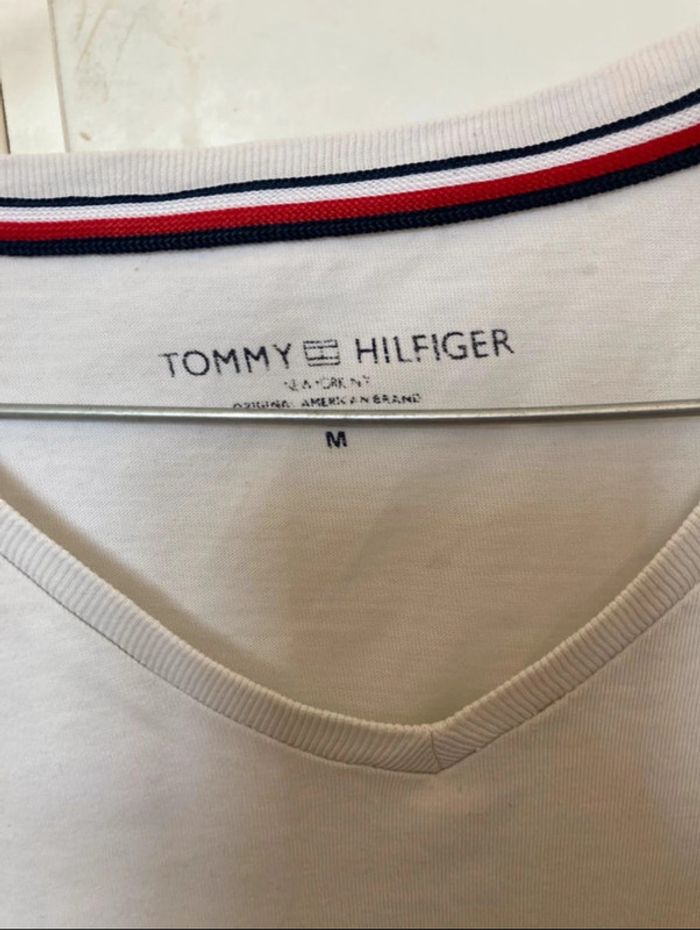 TOMMY HILFIGER
NEW YORK NY
ORIGINAL AMERICAN BRAND
M